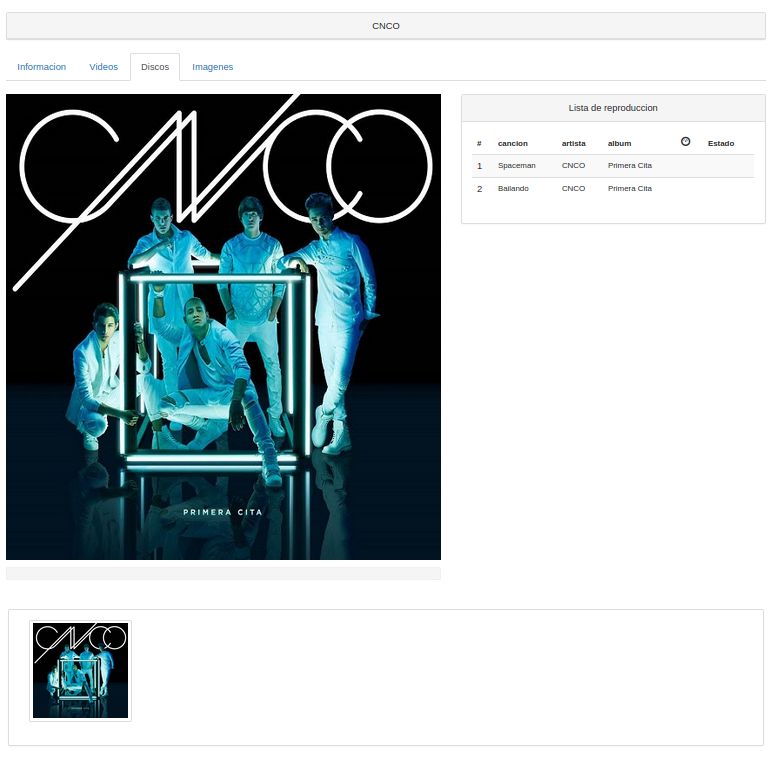 CNCO
Informacion Videos Discos Imagenes
CNCO
PRIMERA CITA
Lista de reproduccion
# cancion artista album Estado
1 Spaceman CNCO Primera Cita
2 Bailando CNCO Primera Cita
CNCO